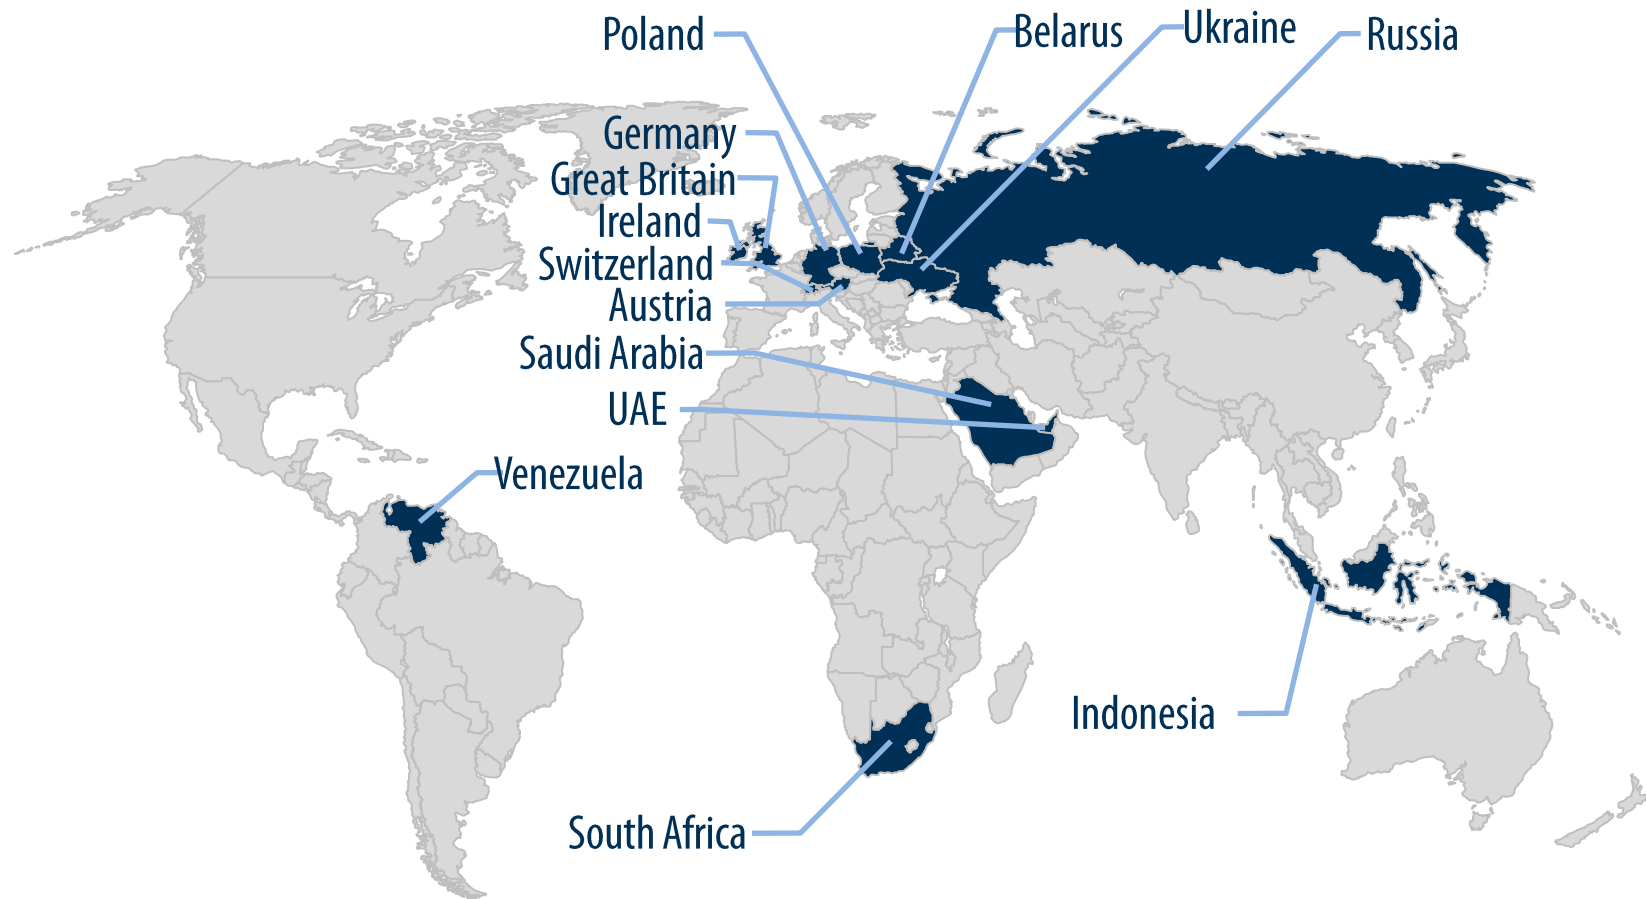 Poland
Belarus
Ukraine
Russia
Germany
Great Britain
Ireland
Switzerland
Austria
Saudi Arabia
UAE
Venezuela
Indonesia
South Africa